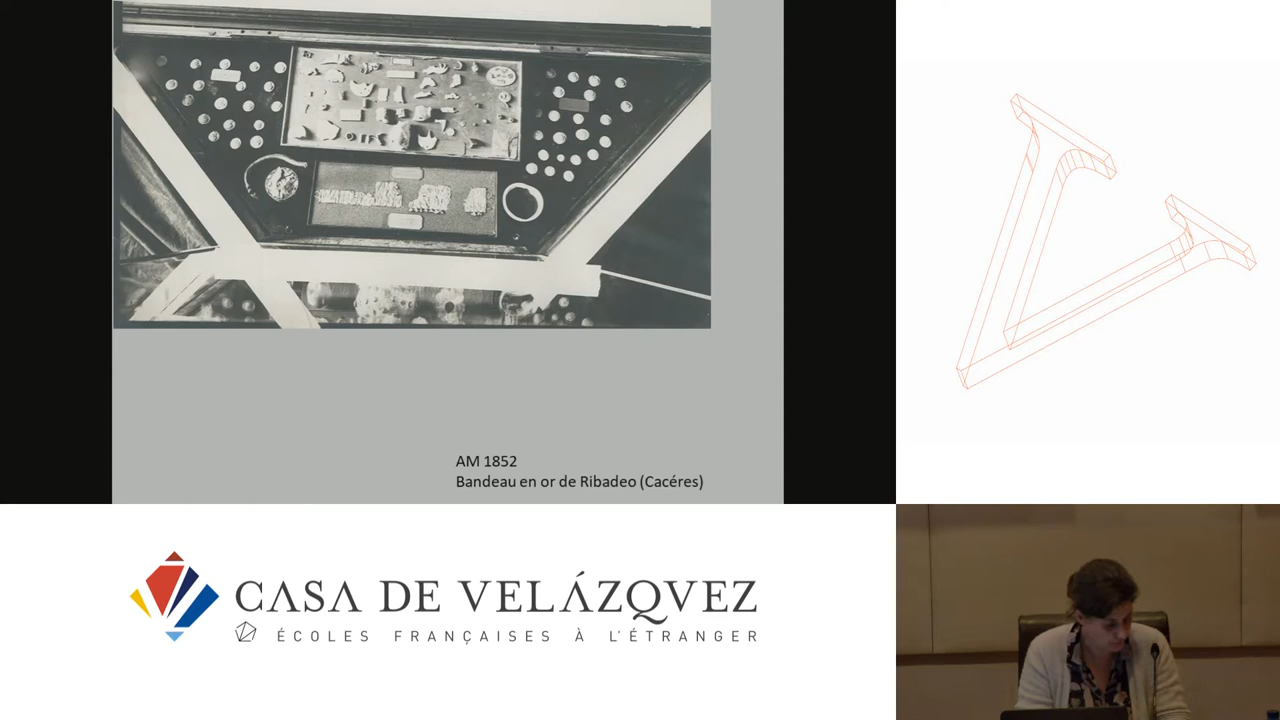 AM 1852
Bandeau en or de Ribadeo (Cacéres)
CASA DE VELÁZQVEZ
ÉCOLES FRANÇAISES À L'ÉTRANGER